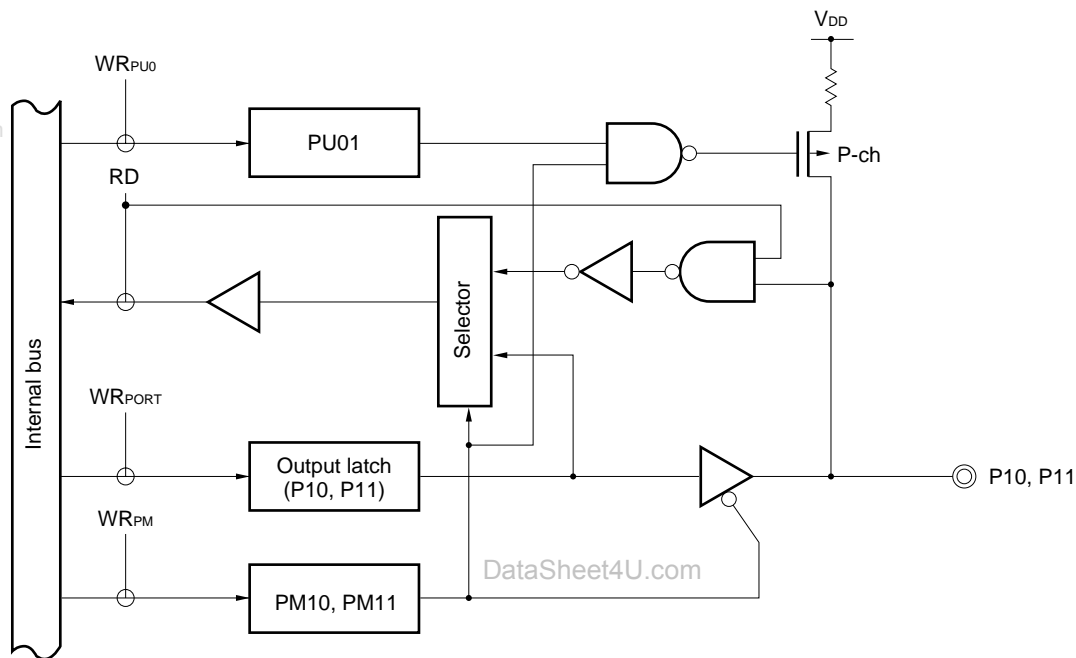 VDD
WRPU0
PU01
P-ch
RD
Selector
Internal bus
WRPORT
Output latch
(P10, P11)
P10, P11
WRPM
DataSheet4U.com
PM10, PM11